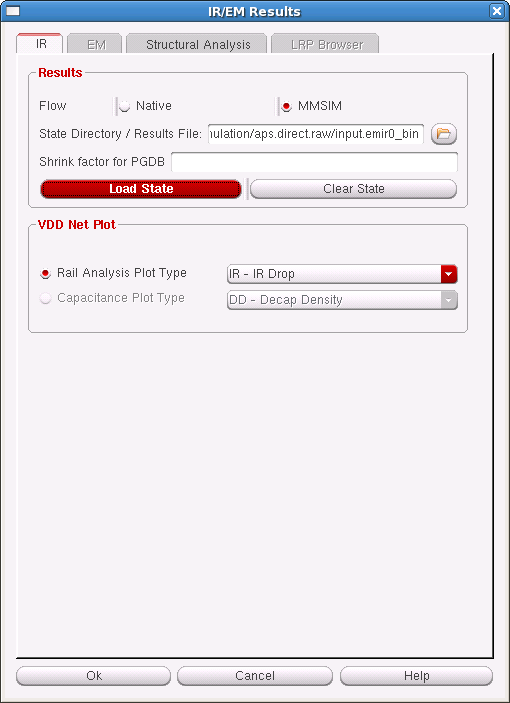 IR/EM Results
IR EM Structural Analysis LRP Browser
Results
Flow Native MMSIM
State Directory / Results File: ulation/aps.direct.raw/input.emir0_bin
Shrink factor for PGDB
Load State Clear State
VDD Net Plot
Rail Analysis Plot Type IR - IR Drop
Capacitance Plot Type DD - Decap Density
Ok Cancel Help